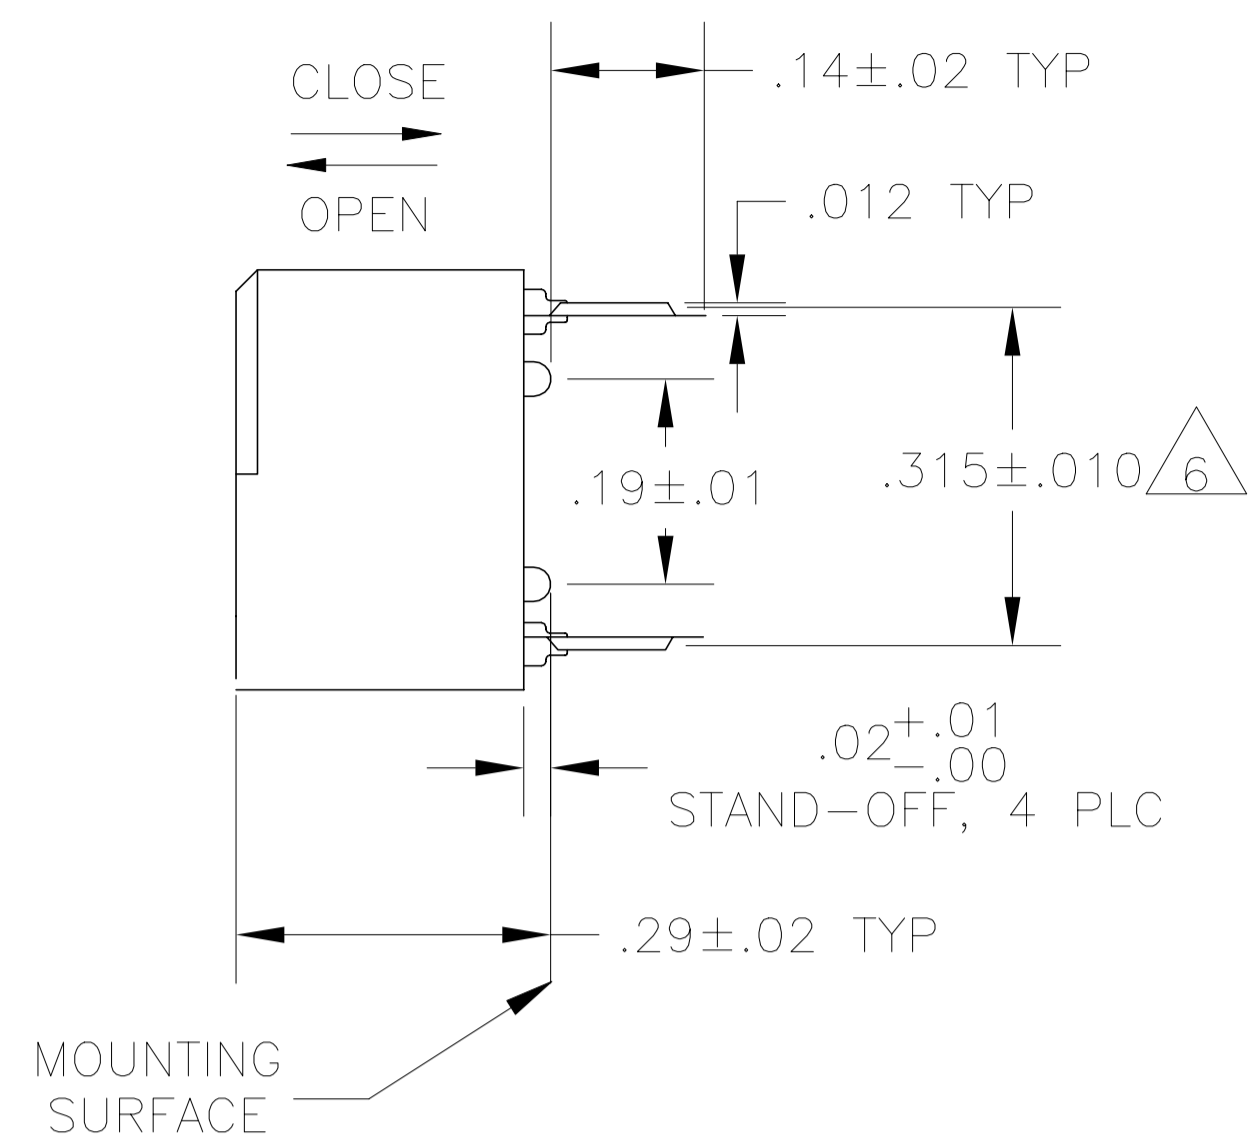 CLOSE
OPEN
.14±.02 TYP
.012 TYP
.19±.01
.315±.010 6
.02+.01
-.00
STAND-OFF, 4 PLC
.29±.02 TYP
MOUNTING
SURFACE